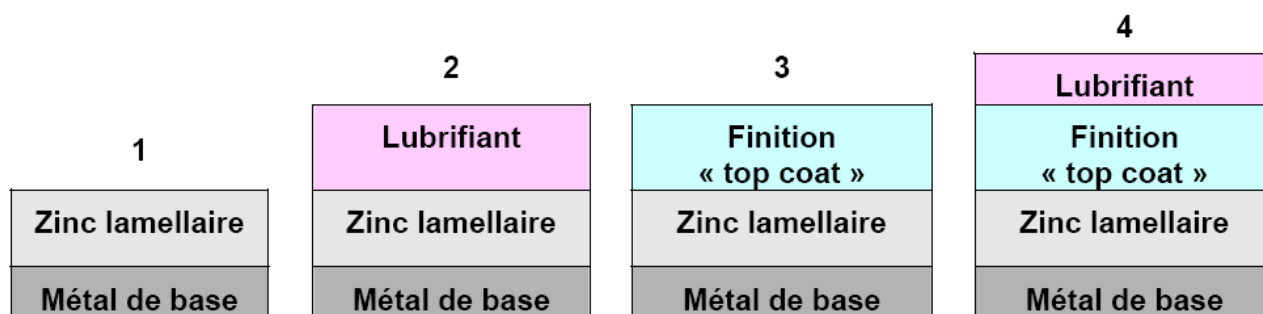 1
Zinc lamellaire
Métal de base
2
Lubrifiant
Zinc lamellaire
Métal de base
3
Finition
« top coat »
Zinc lamellaire
Métal de base
4
Lubrifiant
Finition
« top coat »
Zinc lamellaire
Métal de base